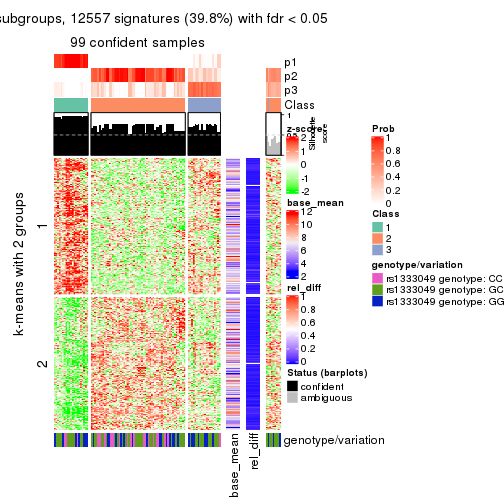 subgroups, 12557 signatures (39.8%) with fdr < 0.05
99 confident samples
p1
p2
p3
Class
1
Silhouette
score
z-score
2
1
0
-1
-2
base_mean
12
10
8
6
4
2
rel_diff
1
0.8
0.6
0.4
0.2
0
Status (barplots)
confident
ambiguous
Prob
1
0.8
0.6
0.4
0.2
0
Class
1
2
3
genotype/variation
rs1333049 genotype: CC
rs1333049 genotype: GC
rs1333049 genotype: GG
k-means with 2 groups
1
2
genotype/variation
base_mean
rel_diff